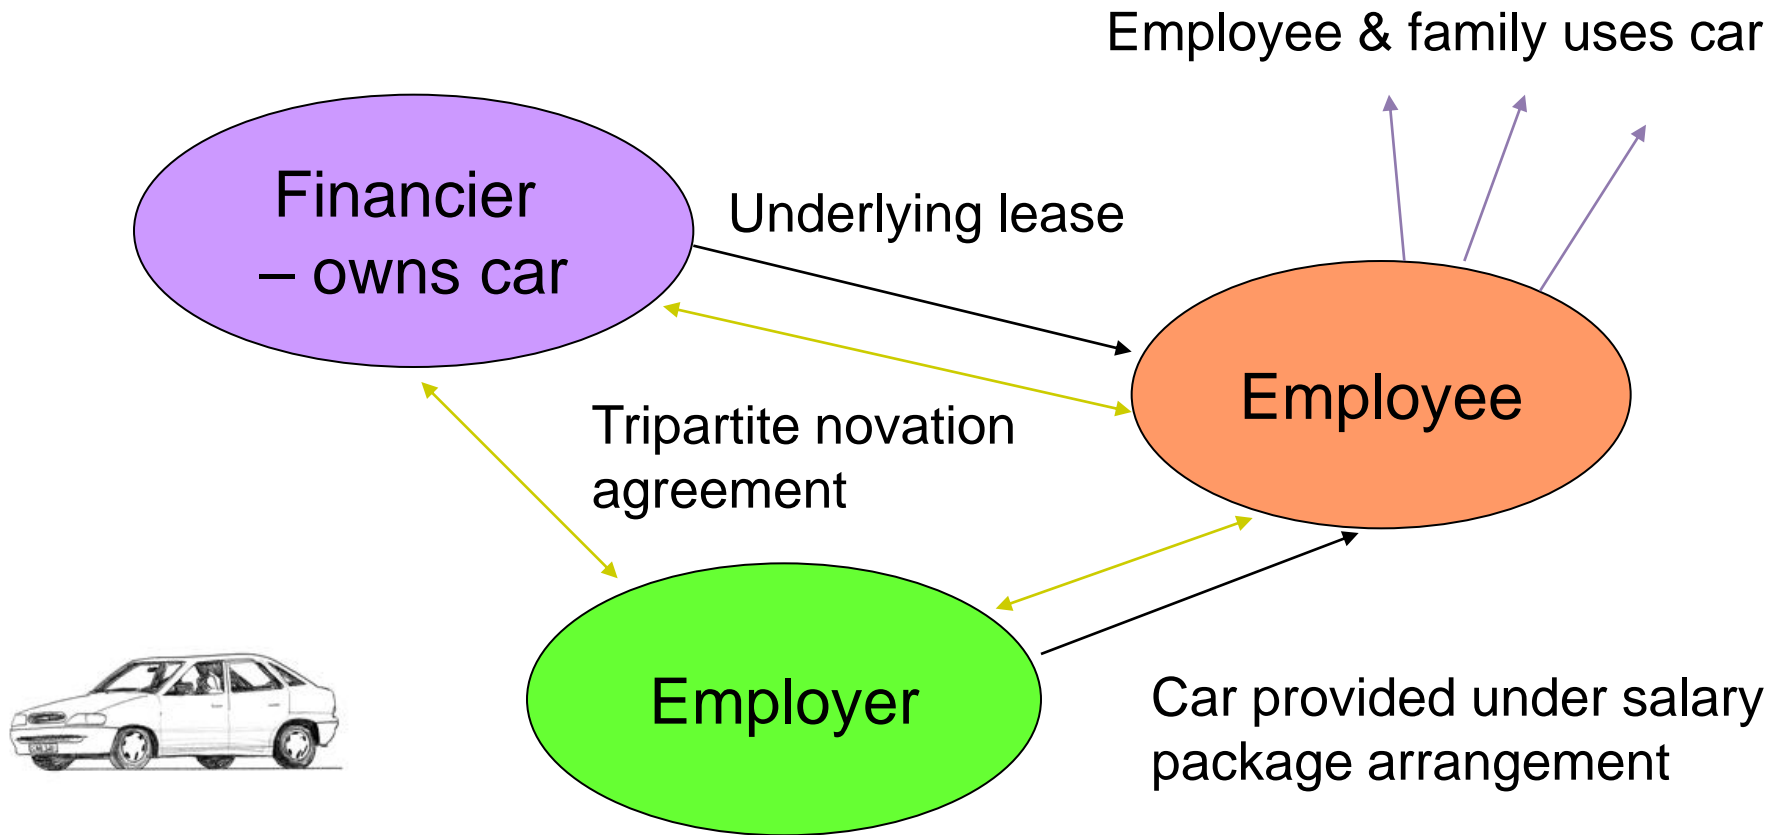 Employee & family uses car
Financier
– owns car
Underlying lease
Employee
Tripartite novation
agreement
Employer
Car provided under salary
package arrangement